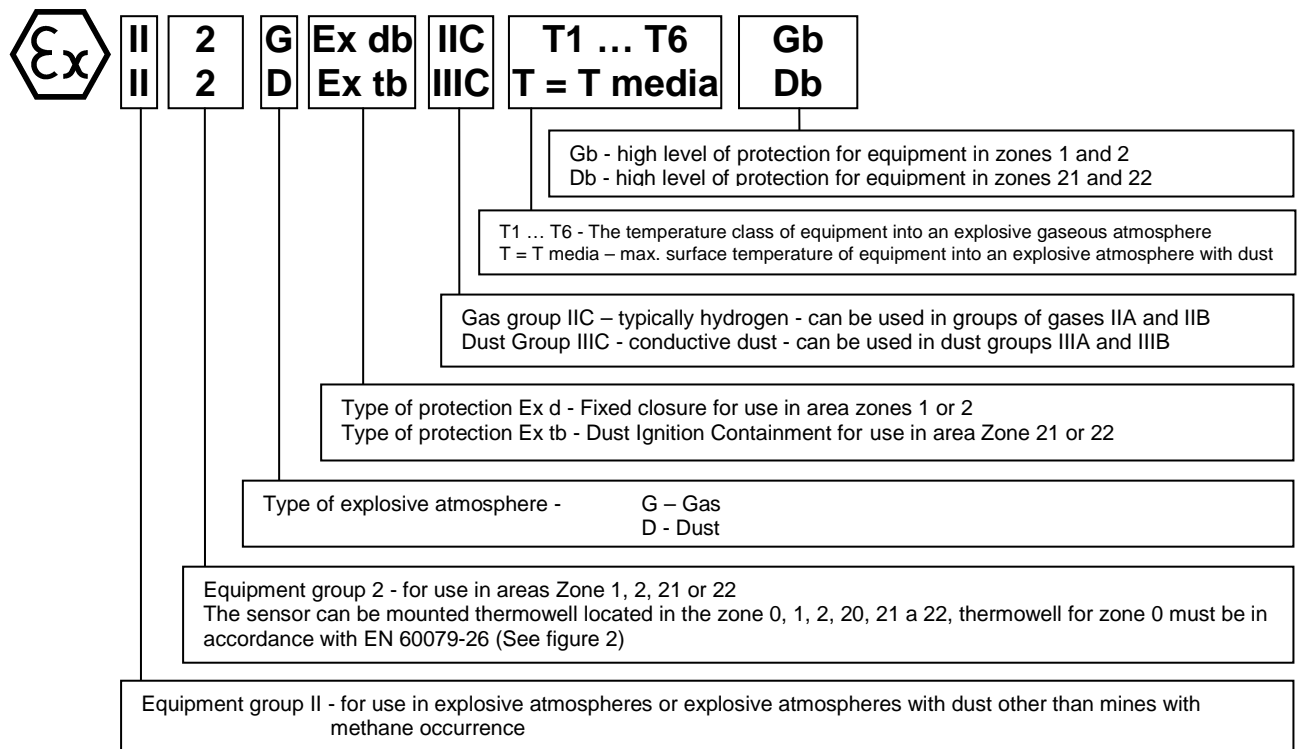 Ex II 2 G Ex db IIC T1 … T6 Gb
II 2 D Ex tb IIIC T = T media Db
Gb - high level of protection for equipment in zones 1 and 2
Db - high level of protection for equipment in zones 21 and 22
T1 … T6 - The temperature class of equipment into an explosive gaseous atmosphere
T = T media – max. surface temperature of equipment into an explosive atmosphere with dust
Gas group IIC – typically hydrogen - can be used in groups of gases IIA and IIB
Dust Group IIIC - conductive dust - can be used in dust groups IIIA and IIIB
Type of protection Ex d - Fixed closure for use in area zones 1 or 2
Type of protection Ex tb - Dust Ignition Containment for use in area Zone 21 or 22
Type of explosive atmosphere - G – Gas
D - Dust
Equipment group 2 - for use in areas Zone 1, 2, 21 or 22
The sensor can be mounted thermowell located in the zone 0, 1, 2, 20, 21 a 22, thermowell for zone 0 must be in
accordance with EN 60079-26 (See figure 2)
Equipment group II - for use in explosive atmospheres or explosive atmospheres with dust other than mines with
methane occurrence